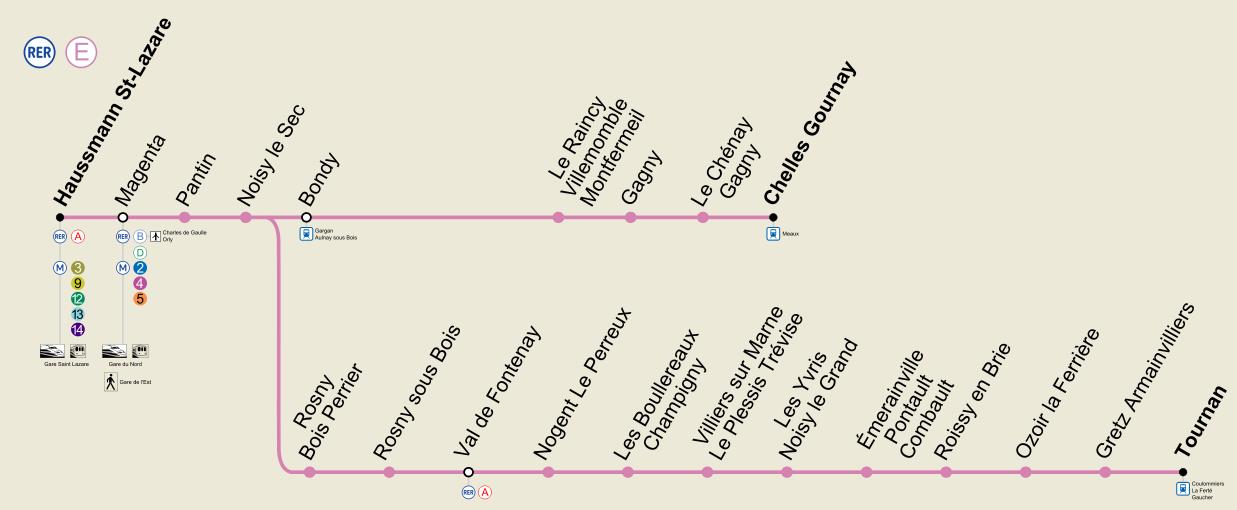 RER E
Haussmann St-Lazare
Magenta
Pantin
Noisy le Sec
Bondy
Le Raincy
Villemomble
Montfermeil
Gagny
Le Chénay
Gagny
Chelles Gournay
RER A
M 3
9
12
13
14
Gare Saint Lazare
RER B
Charles de Gaulle
Orly
D
M 2
4
5
Gare du Nord
Gare de l'Est
Gargan
Aulnay sous Bois
Meaux
Rosny
Bois Perrier
Rosny sous Bois
Val de Fontenay
Nogent Le Perreux
Les Boullereaux
Champigny
Villiers sur Marne
Le Plessis Trévise
Les Yvris
Noisy le Grand
Émerainville
Pontault
Combault
Roissy en Brie
Ozoir la Ferrière
Gretz Armainvilliers
Tournan
RER A
Coulommiers
La Ferté
Gaucher